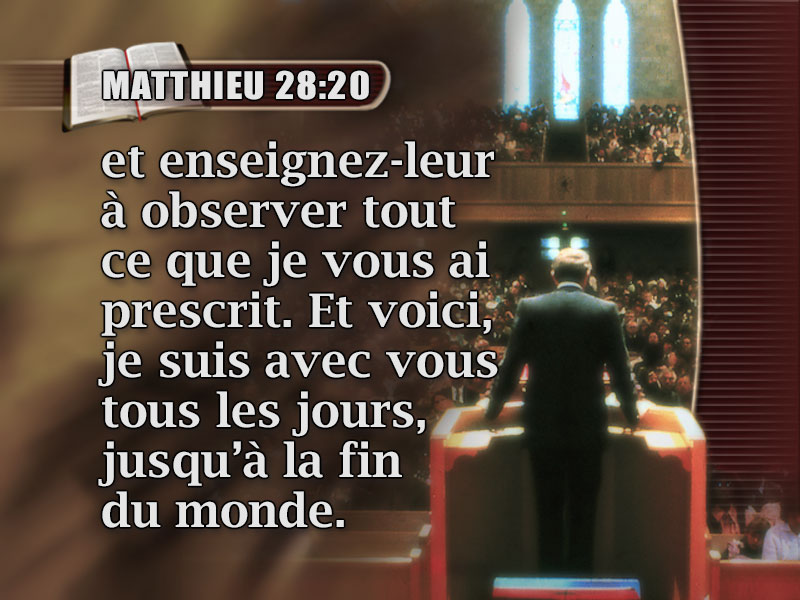 MATTHIEU 28:20
et enseignez-leur
à observer tout
ce que je vous ai
prescrit. Et voici,
je suis avec vous
tous les jours,
jusqu’à la fin
du monde.